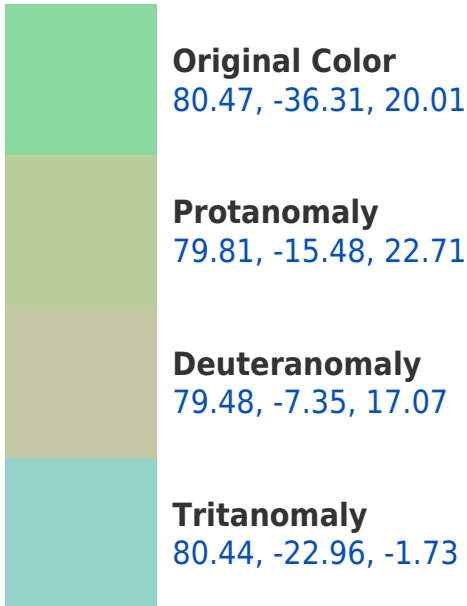 Original Color
80.47, -36.31, 20.01
Protanomaly
79.81, -15.48, 22.71
Deuteranomaly
79.48, -7.35, 17.07
Tritanomaly
80.44, -22.96, -1.73